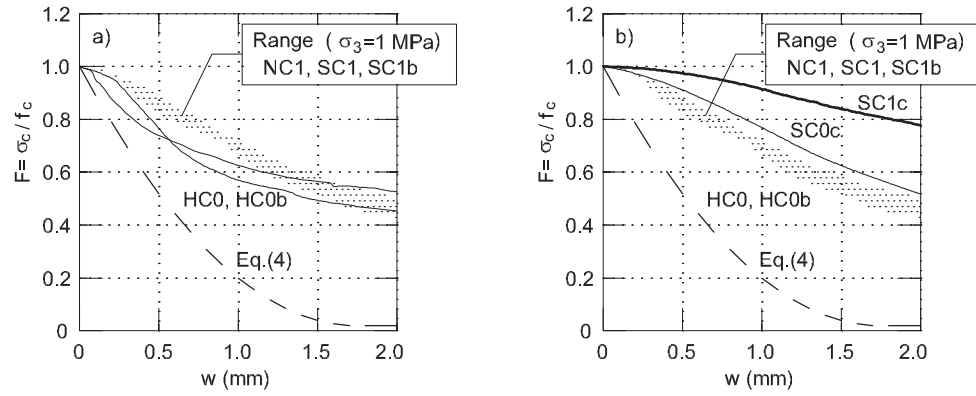 a)
Range ( σ3=1 MPa)
NC1, SC1, SC1b
1.2
1.0
0.8
0.6
0.4
0.2
0
F= σc / fc
HC0, HC0b
Eq.(4)
0 0.5 1.0 1.5 2.0
w (mm)
b)
Range ( σ3=1 MPa)
NC1, SC1, SC1b
1.2
1.0
0.8
0.6
0.4
0.2
0
F= σc / fc
SC1c
SC0c
HC0, HC0b
Eq.(4)
0 0.5 1.0 1.5 2.0
w (mm)